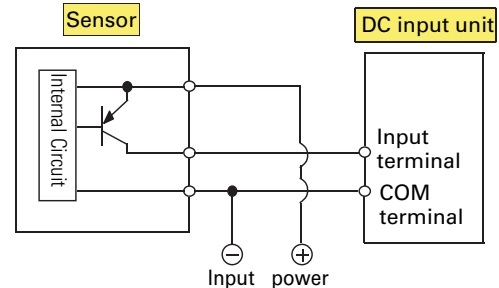 Sensor
DC input unit
Internal Circuit
Input
terminal
COM
terminal
Input power